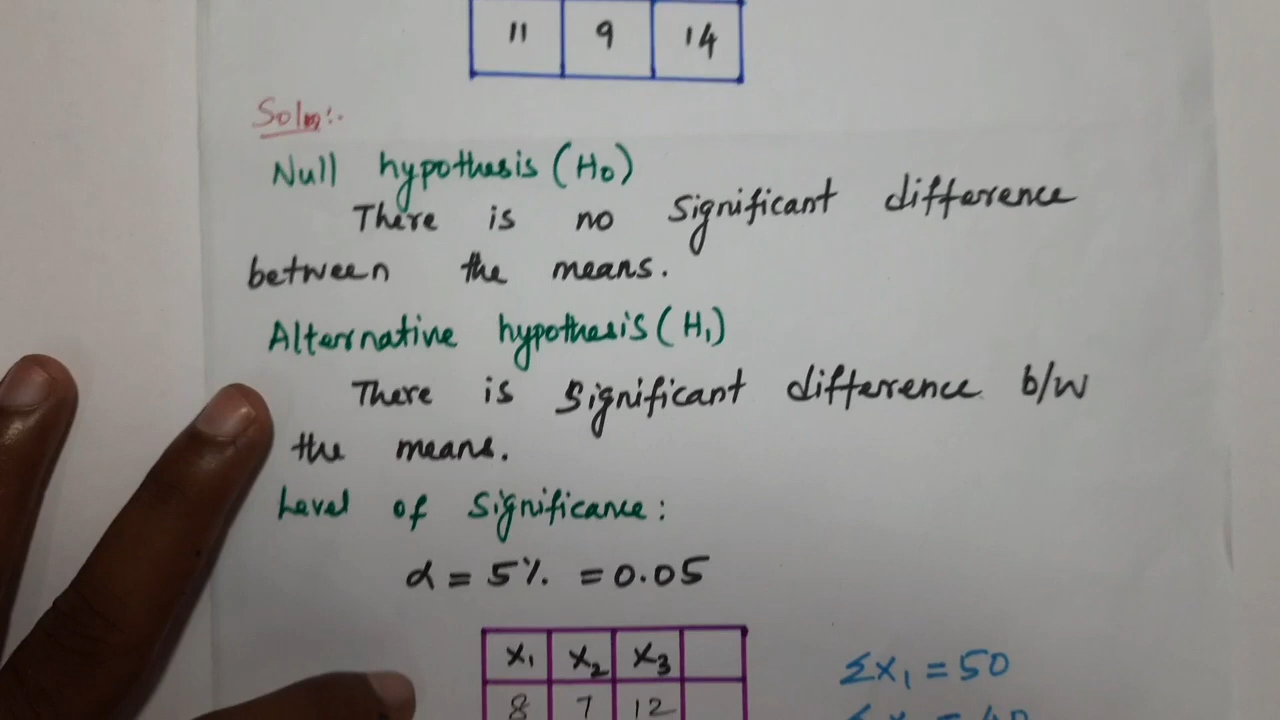 11 9 14
Soln:-
Null hypothesis (H0)
There is no significant difference
between the means.
Alternative hypothesis (H1)
There is significant difference b/w
the means.
Level of significance:
α = 5% = 0.05
X1 X2 X3
ΣX1 = 50
8 7 12